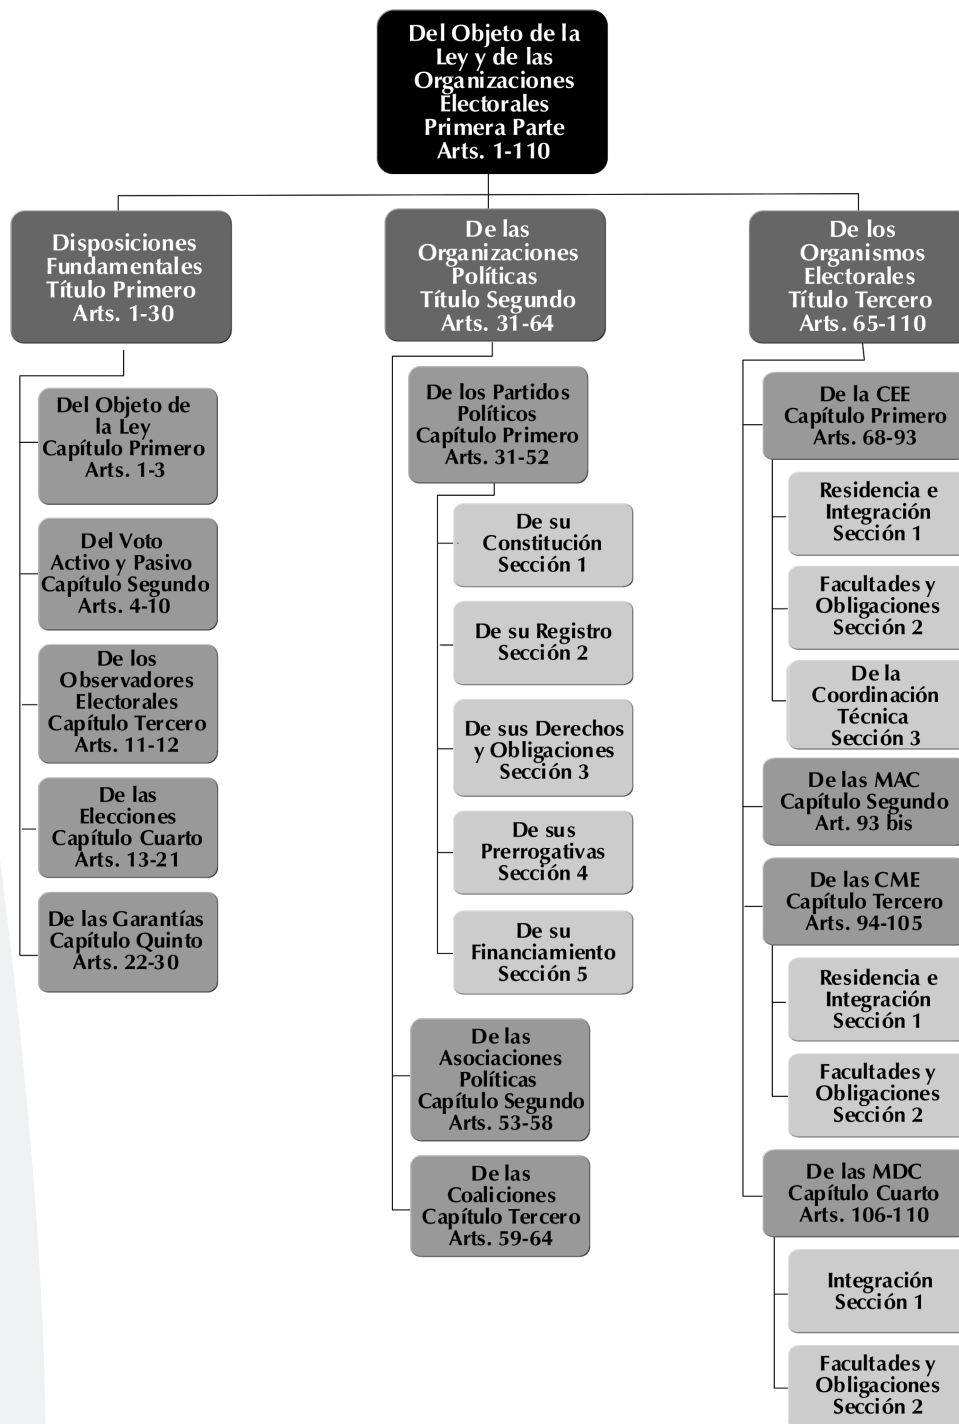 Del Objeto de la
Ley y de las
Organizaciones
Electorales
Primera Parte
Arts. 1-110
Disposiciones
Fundamentales
Título Primero
Arts. 1-30
Del Objeto de
la Ley
Capítulo Primero
Arts. 1-3
Del Voto
Activo y Pasivo
Capítulo Segundo
Arts. 4-10
De los
Observadores
Electorales
Capítulo Tercero
Arts. 11-12
De las
Elecciones
Capítulo Cuarto
Arts. 13-21
De las Garantías
Capítulo Quinto
Arts. 22-30
De las
Organizaciones
Políticas
Título Segundo
Arts. 31-64
De los Partidos
Políticos
Capítulo Primero
Arts. 31-52
De su
Constitución
Sección 1
De su Registro
Sección 2
De sus Derechos
y Obligaciones
Sección 3
De sus
Prerrogativas
Sección 4
De su
Financiamiento
Sección 5
De las
Asociaciones
Políticas
Capítulo Segundo
Arts. 53-58
De las
Coaliciones
Capítulo Tercero
Arts. 59-64
De los
Organismos
Electorales
Título Tercero
Arts. 65-110
De la CEE
Capítulo Primero
Arts. 68-93
Residencia e
Integración
Sección 1
Facultades y
Obligaciones
Sección 2
De la
Coordinación
Técnica
Sección 3
De las MAC
Capítulo Segundo
Art. 93 bis
De las CME
Capítulo Tercero
Arts. 94-105
Residencia e
Integración
Sección 1
Facultades y
Obligaciones
Sección 2
De las MDC
Capítulo Cuarto
Arts. 106-110
Integración
Sección 1
Facultades y
Obligaciones
Sección 2